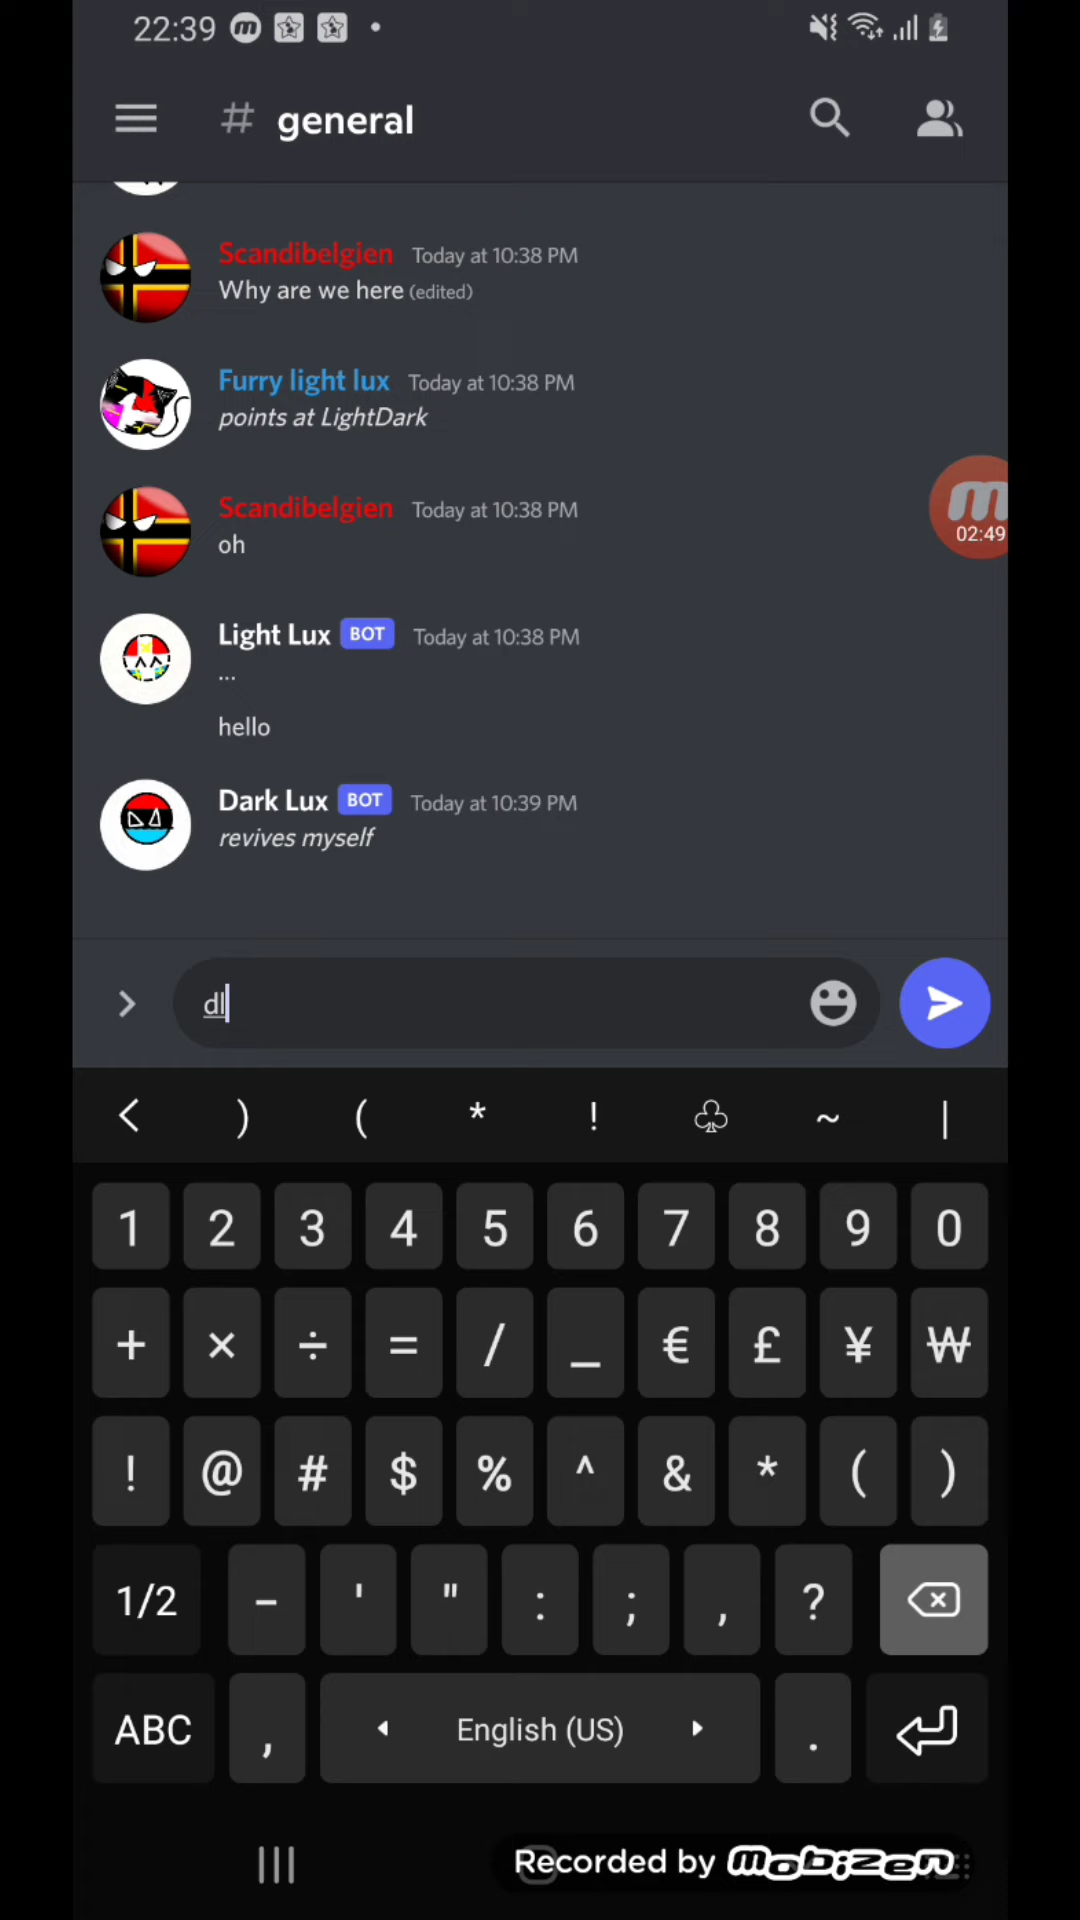 22:39
# general
Scandibelgien Today at 10:38 PM
Why are we here (edited)
Furry light lux Today at 10:38 PM
points at LightDark
Scandibelgien Today at 10:38 PM
oh
02:49
Light Lux BOT Today at 10:38 PM
...
hello
Dark Lux BOT Today at 10:39 PM
revives myself
dl
< ) ( * ! ♧ ~ |
1 2 3 4 5 6 7 8 9 0
+ × ÷ = / _ € £ ¥ ₩
! @ # $ % ^ & * ( )
1/2 - ' " : ; , ?
ABC , English (US) .
Recorded by mobizen